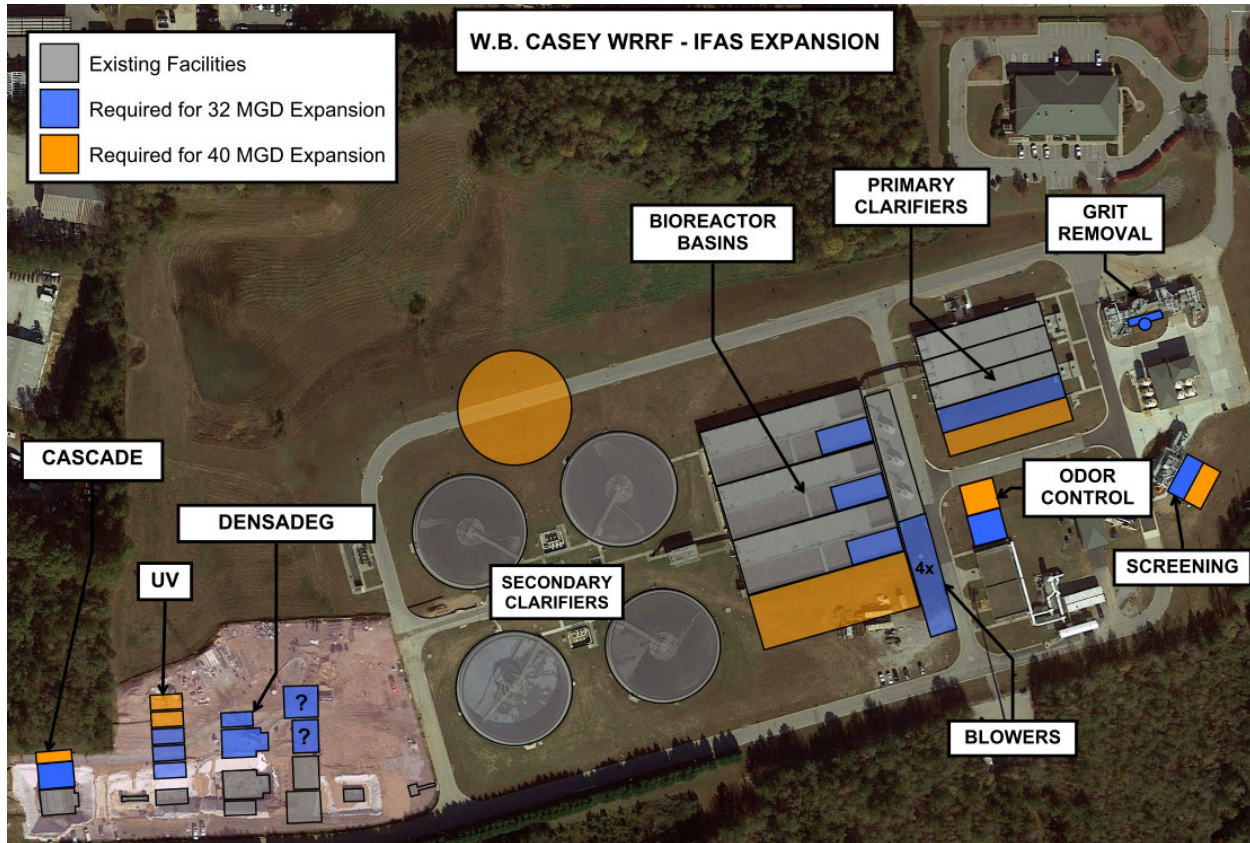 W.B. CASEY WRRF - IFAS EXPANSION
Existing Facilities
Required for 32 MGD Expansion
Required for 40 MGD Expansion
PRIMARY
CLARIFIERS
GRIT
REMOVAL
BIOREACTOR
BASINS
CASCADE
ODOR
CONTROL
DENSADEG
SCREENING
4x
UV
SECONDARY
CLARIFIERS
?
?
BLOWERS